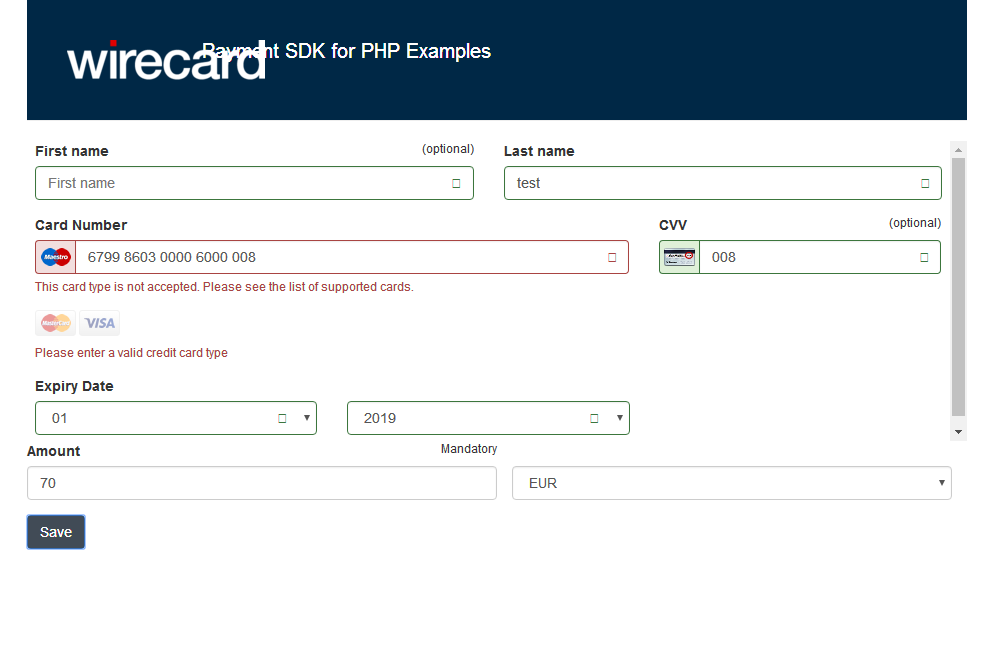 wirecard
Payment SDK for PHP Examples
First name (optional) Last name
First name test
Card Number CVV (optional)
Maestro 6799 8603 0000 6000 008 008
This card type is not accepted. Please see the list of supported cards.
MasterCard VISA
Please enter a valid credit card type
Expiry Date
01 2019
Amount Mandatory
70 EUR
Save